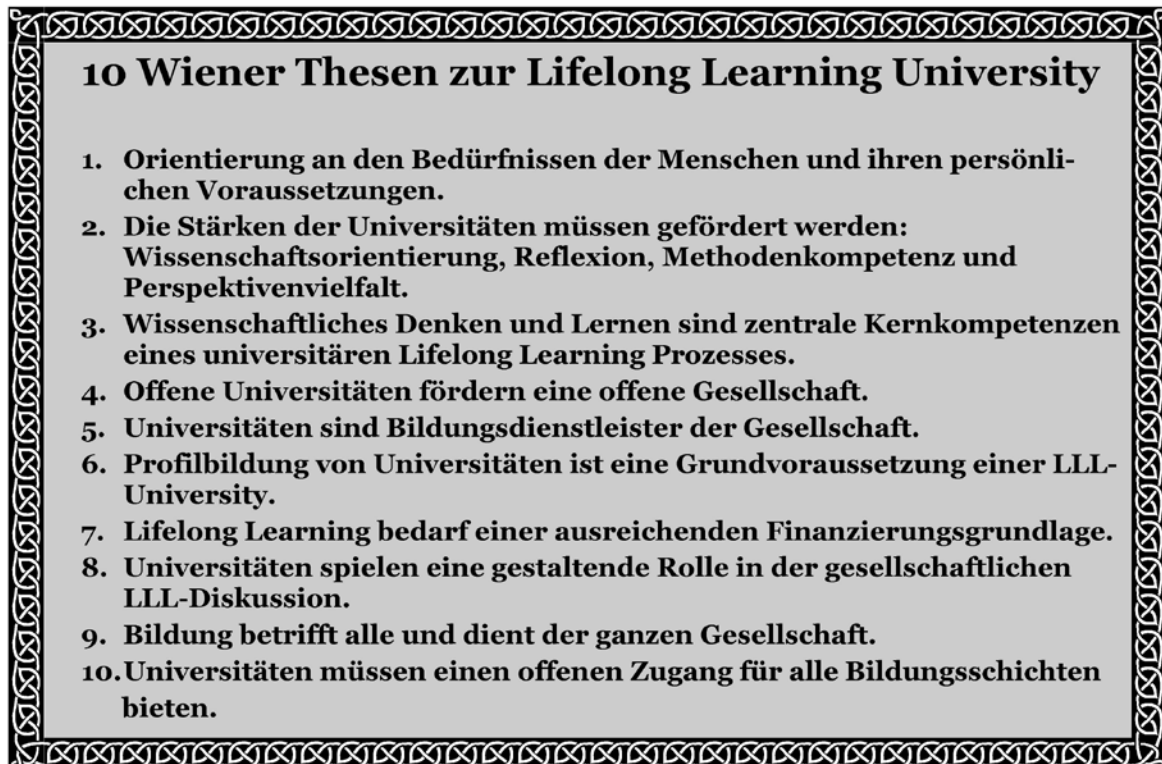 10 Wiener Thesen zur Lifelong Learning University
1. Orientierung an den Bedürfnissen der Menschen und ihren persönli-
chen Voraussetzungen.
2. Die Stärken der Universitäten müssen gefördert werden:
Wissenschaftsorientierung, Reflexion, Methodenkompetenz und
Perspektivenvielfalt.
3. Wissenschaftliches Denken und Lernen sind zentrale Kernkompetenzen
eines universitären Lifelong Learning Prozesses.
4. Offene Universitäten fördern eine offene Gesellschaft.
5. Universitäten sind Bildungsdienstleister der Gesellschaft.
6. Profilbildung von Universitäten ist eine Grundvoraussetzung einer LLL-
University.
7. Lifelong Learning bedarf einer ausreichenden Finanzierungsgrundlage.
8. Universitäten spielen eine gestaltende Rolle in der gesellschaftlichen
LLL-Diskussion.
9. Bildung betrifft alle und dient der ganzen Gesellschaft.
10.Universitäten müssen einen offenen Zugang für alle Bildungsschichten
bieten.